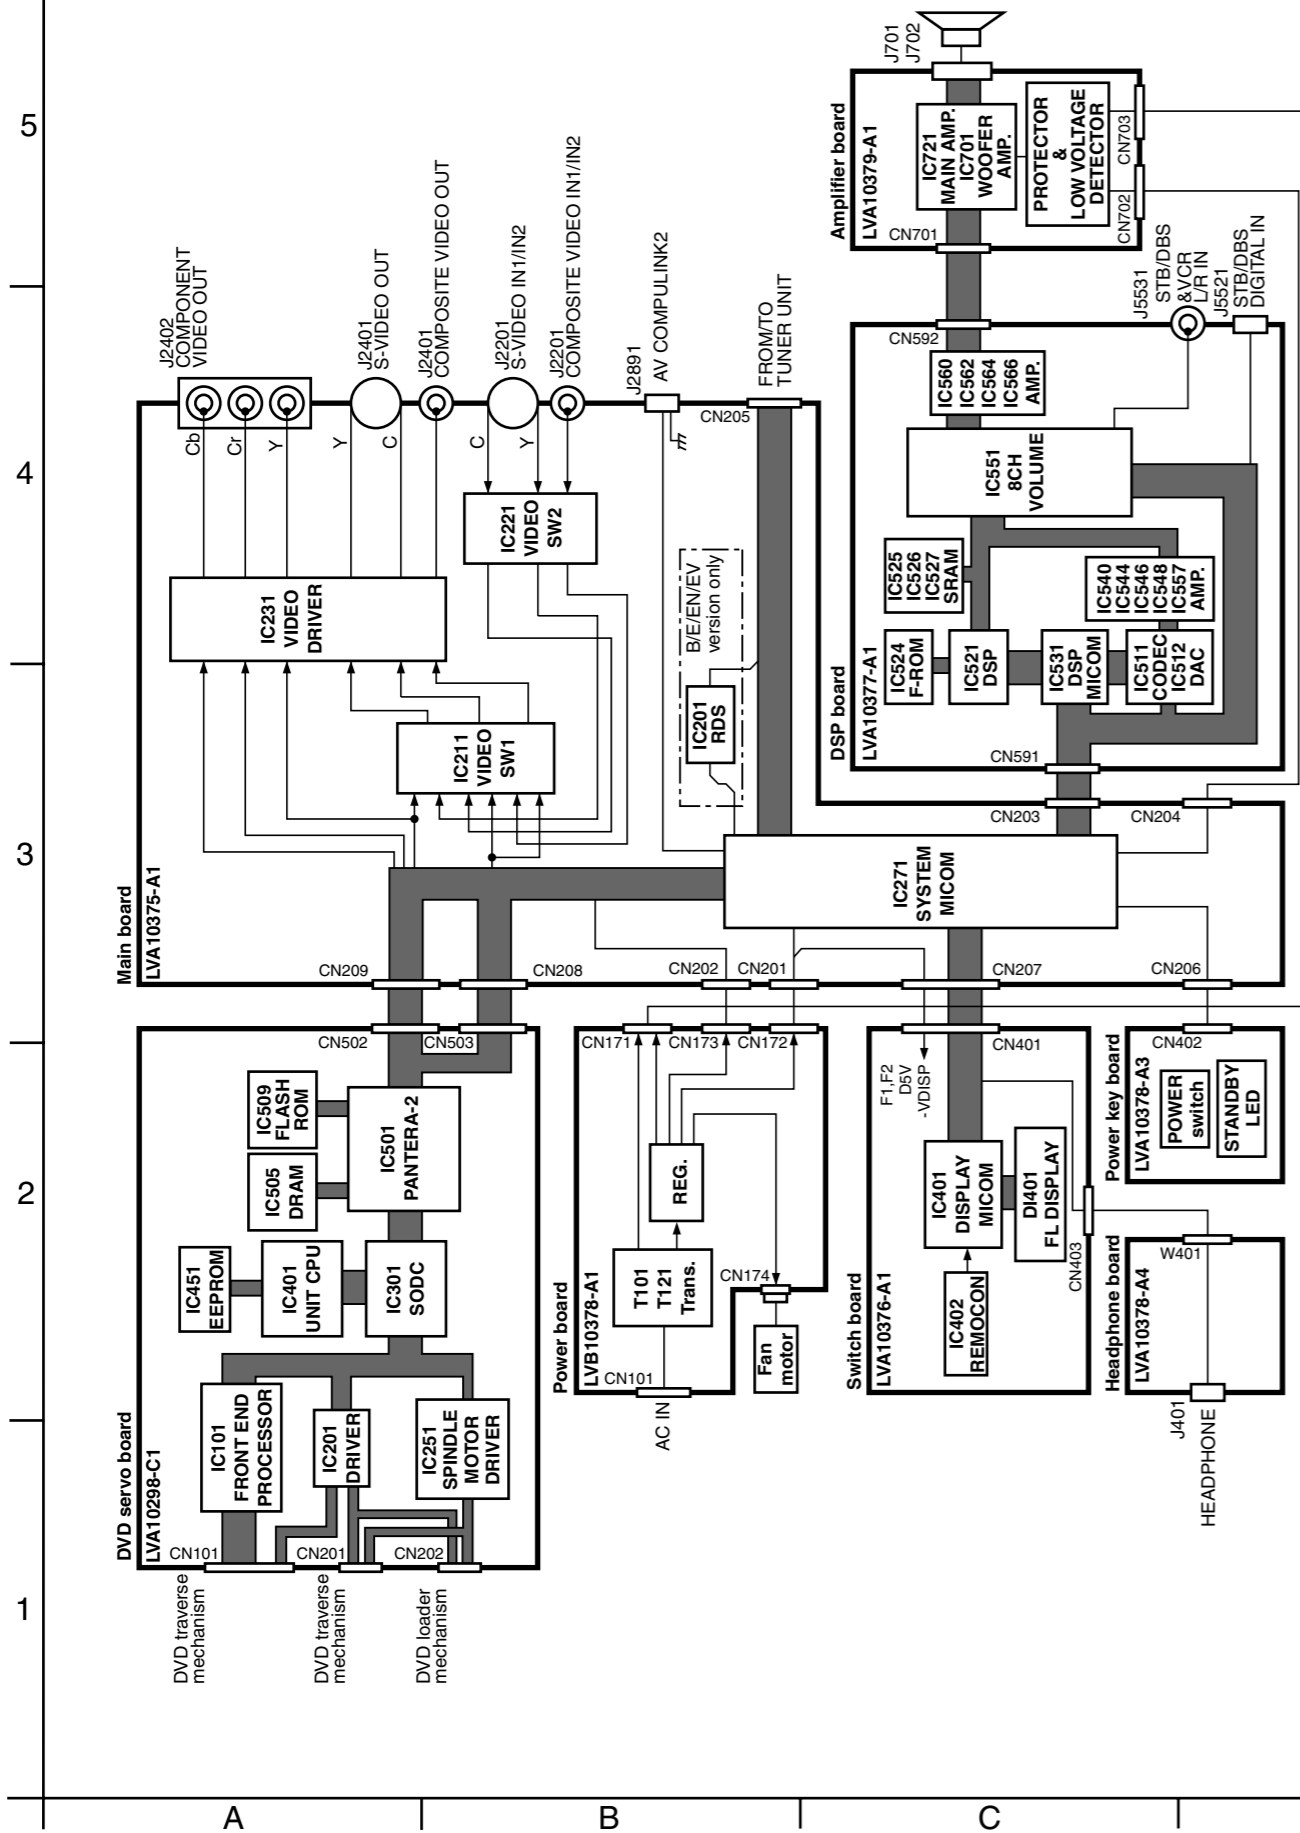 5
4
3
2
1
A
B
C
J701
J702
Amplifier board
LVA10379-A1
IC721
MAIN AMP.
IC701
WOOFER
AMP.
PROTECTOR
&
LOW VOLTAGE
DETECTOR
CN701
CN702
CN703
J2402
COMPONENT
VIDEO OUT
J2401
S-VIDEO OUT
J2401
COMPOSITE VIDEO OUT
J2201
S-VIDEO IN1/IN2
J2201
COMPOSITE VIDEO IN1/IN2
J2891
AV COMPULINK2
CN205
FROM/TO
TUNER UNIT
Cb
Cr
Y
Y
C
C
Y
Main board
LVA10375-A1
IC231
VIDEO
DRIVER
IC221
VIDEO
SW2
IC211
VIDEO
SW1
B/E/EN/EV
version only
IC201
RDS
IC271
SYSTEM
MICOM
CN203
CN204
CN209
CN208
CN202
CN201
CN207
CN206
DSP board
LVA10377-A1
J5531
STB/DBS
&VCR
L/R IN
J5521
STB/DBS
DIGITAL IN
CN592
IC560
IC562
IC564
IC566
AMP.
IC551
8CH
VOLUME
IC525
IC526
IC527
SRAM
IC540
IC544
IC546
IC548
IC557
AMP.
IC524
F-ROM
IC521
DSP
IC531
DSP
MICOM
IC511
CODEC
IC512
DAC
CN591
DVD servo board
LVA10298-C1
CN502
CN503
IC509
FLASH
ROM
IC505
DRAM
IC501
PANTERA-2
IC451
EEPROM
IC401
UNIT CPU
IC301
SODC
IC101
FRONT END
PROCESSOR
IC201
DRIVER
IC251
SPINDLE
MOTOR
DRIVER
CN101
CN201
CN202
DVD traverse
mechanism
DVD traverse
mechanism
DVD loader
mechanism
Power board
LVB10378-A1
CN171
CN173
CN172
REG.
T101
T121
Trans.
CN174
Fan
motor
CN101
AC IN
Switch board
LVA10376-A1
CN401
F1,F2
D5V
-VDISP
IC401
DISPLAY
MICOM
DI401
FL DISPLAY
IC402
REMOCON
CN403
Power key board
LVA10378-A3
CN402
POWER
switch
STANDBY
LED
Headphone board
LVA10378-A4
W401
J401
HEADPHONE